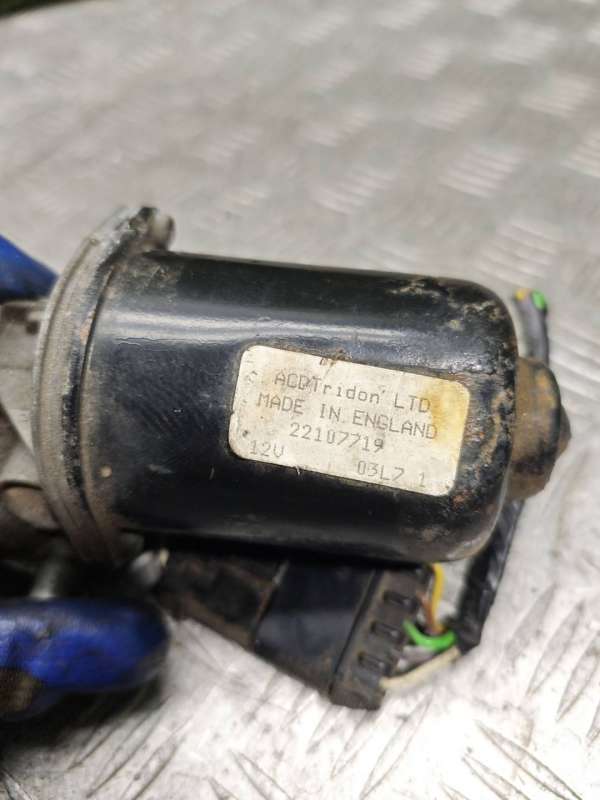 ACDTridon LTD
MADE IN ENGLAND
22107719
12V 03L7 1